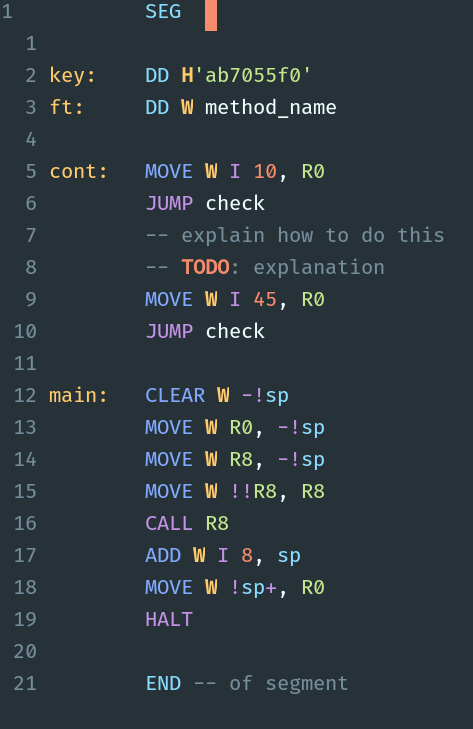 1 SEG
1
2 key: DD H'ab7055f0'
3 ft: DD W method_name
4
5 cont: MOVE W I 10, R0
6 JUMP check
7 -- explain how to do this
8 -- TODO: explanation
9 MOVE W I 45, R0
10 JUMP check
11
12 main: CLEAR W -!sp
13 MOVE W R0, -!sp
14 MOVE W R8, -!sp
15 MOVE W !!R8, R8
16 CALL R8
17 ADD W I 8, sp
18 MOVE W !sp+, R0
19 HALT
20
21 END -- of segment